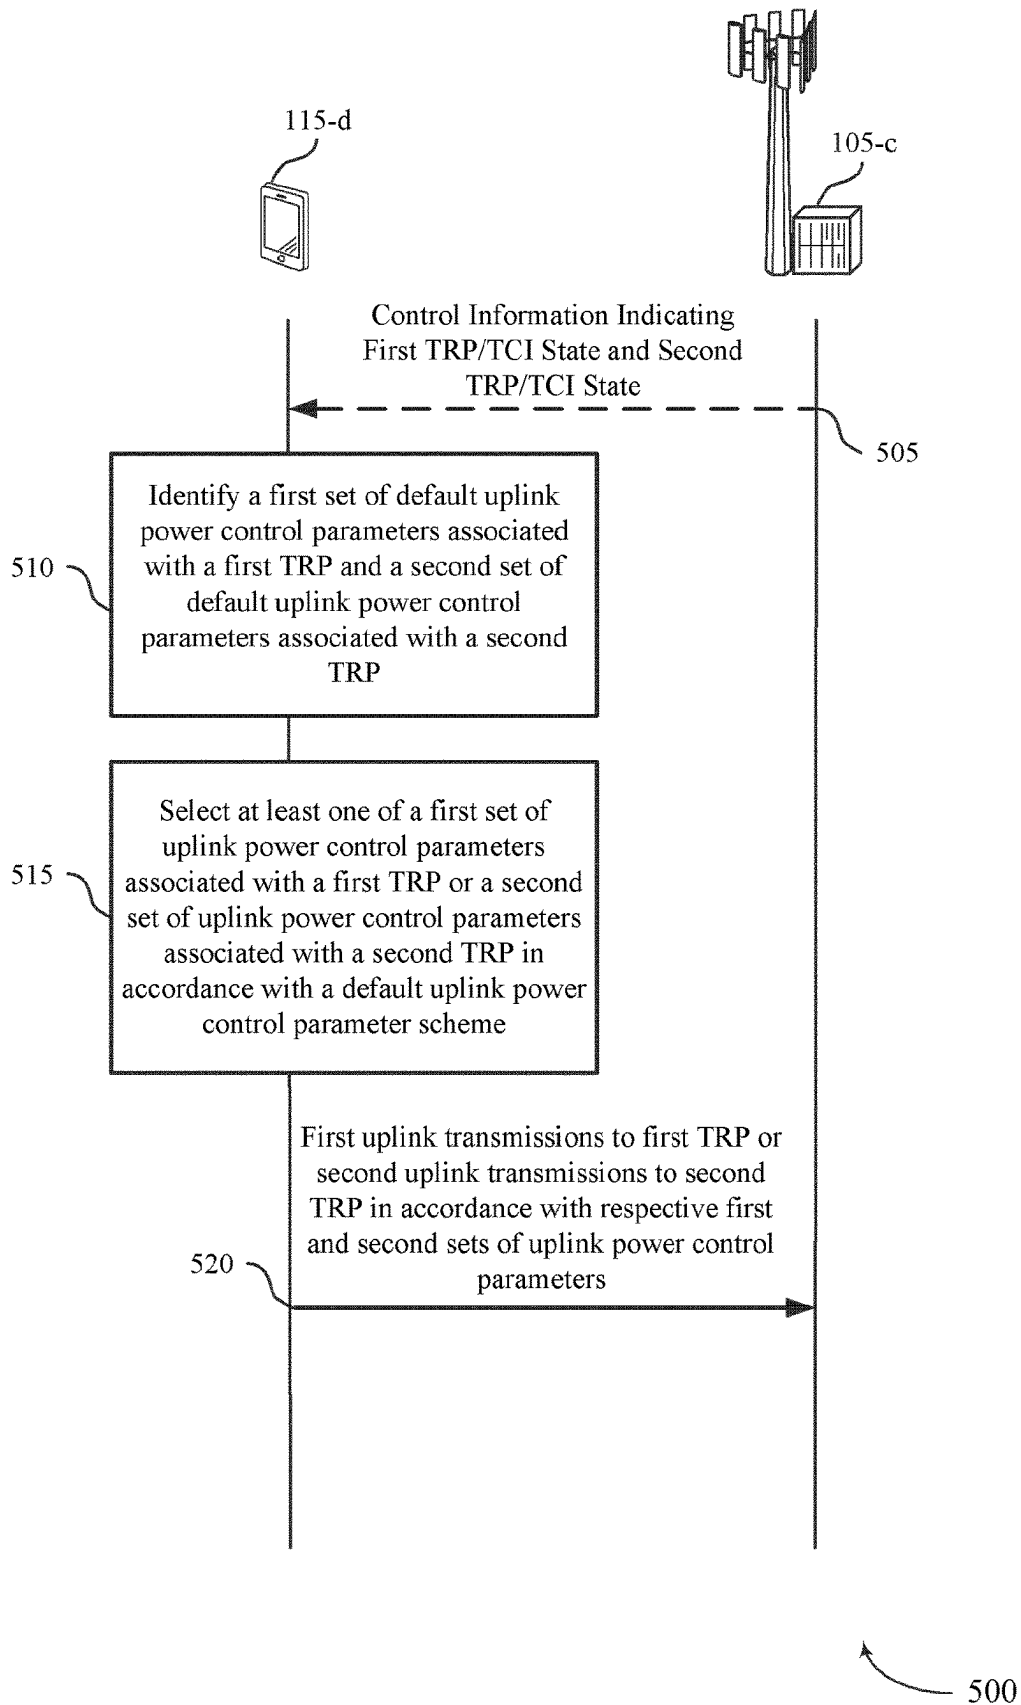 115-d
105-c
Control Information Indicating
First TRP/TCI State and Second
TRP/TCI State
505
Identify a first set of default uplink
power control parameters associated
with a first TRP and a second set of
default uplink power control
parameters associated with a second
TRP
510
Select at least one of a first set of
uplink power control parameters
associated with a first TRP or a second
set of uplink power control parameters
associated with a second TRP in
accordance with a default uplink power
control parameter scheme
515
First uplink transmissions to first TRP or
second uplink transmissions to second
TRP in accordance with respective first
and second sets of uplink power control
parameters
520
500